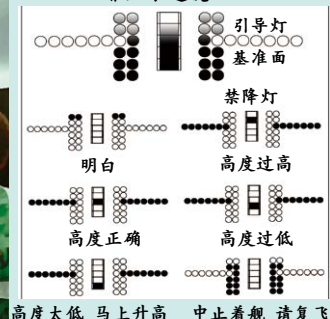 引导灯
基准面
禁降灯
明白
高度过高
高度正确
高度过低
高度大低 马上升高
中止着舰 请复飞